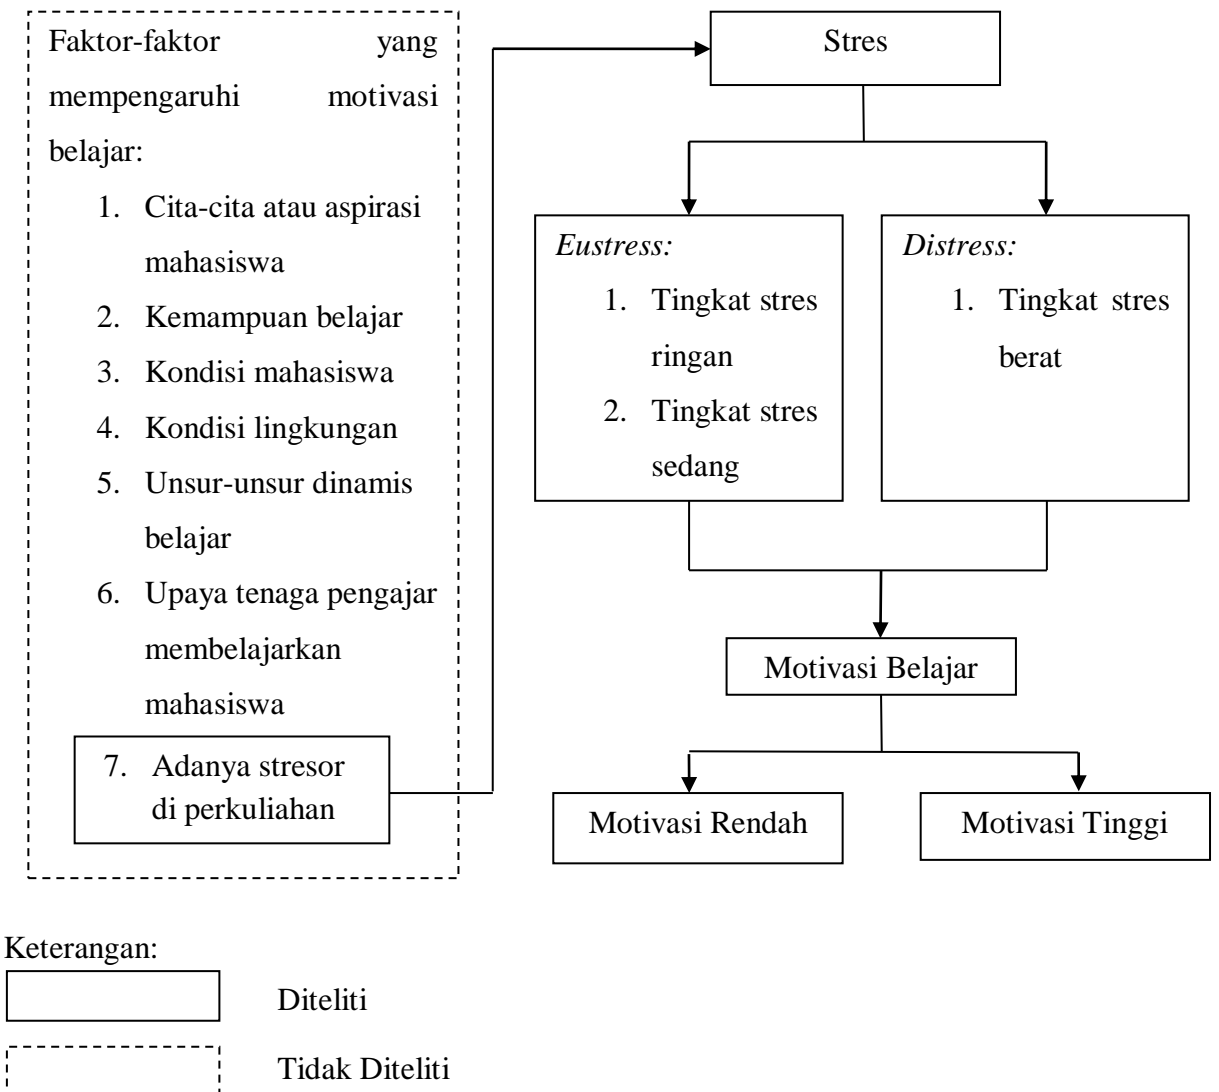 Faktor-faktor yang
mempengaruhi motivasi
belajar:
1. Cita-cita atau aspirasi
mahasiswa
2. Kemampuan belajar
3. Kondisi mahasiswa
4. Kondisi lingkungan
5. Unsur-unsur dinamis
belajar
6. Upaya tenaga pengajar
membelajarkan
mahasiswa
7. Adanya stresor
di perkuliahan
Stres
Eustress:
1. Tingkat stres
ringan
2. Tingkat stres
sedang
Distress:
1. Tingkat stres
berat
Motivasi Belajar
Motivasi Rendah
Motivasi Tinggi
Keterangan:
Diteliti
Tidak Diteliti